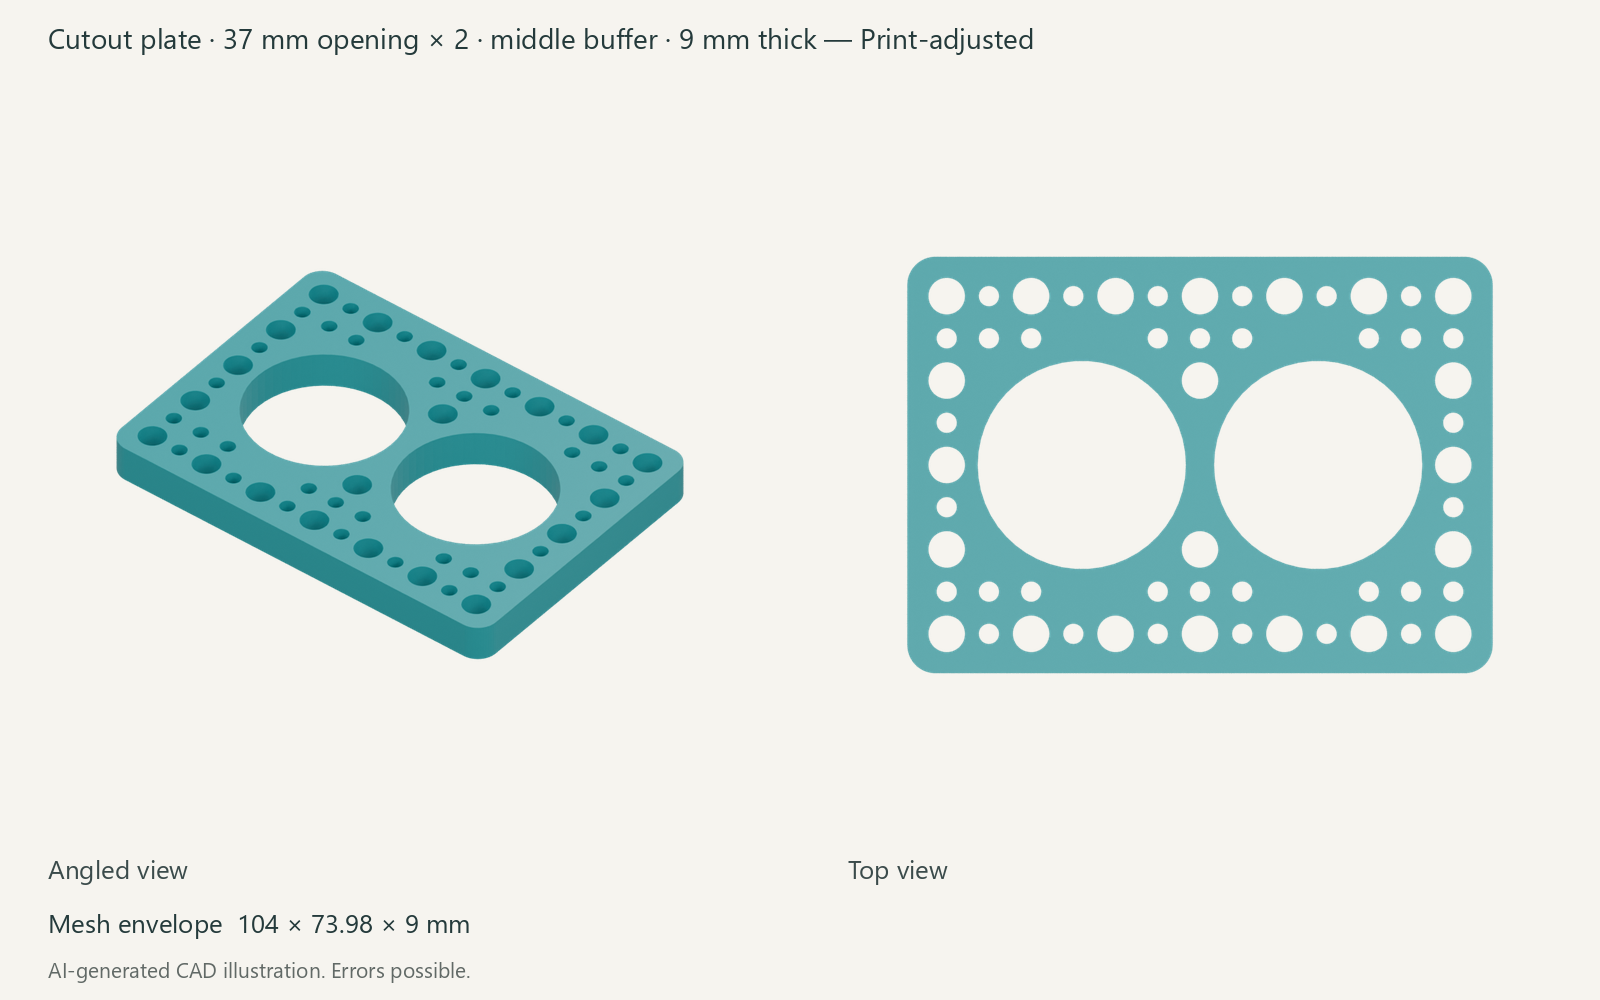 Cutout plate · 37 mm opening × 2 · middle buffer · 9 mm thick — Print-adjusted
Angled view
Top view
Mesh envelope 104 × 73.98 × 9 mm
AI-generated CAD illustration. Errors possible.